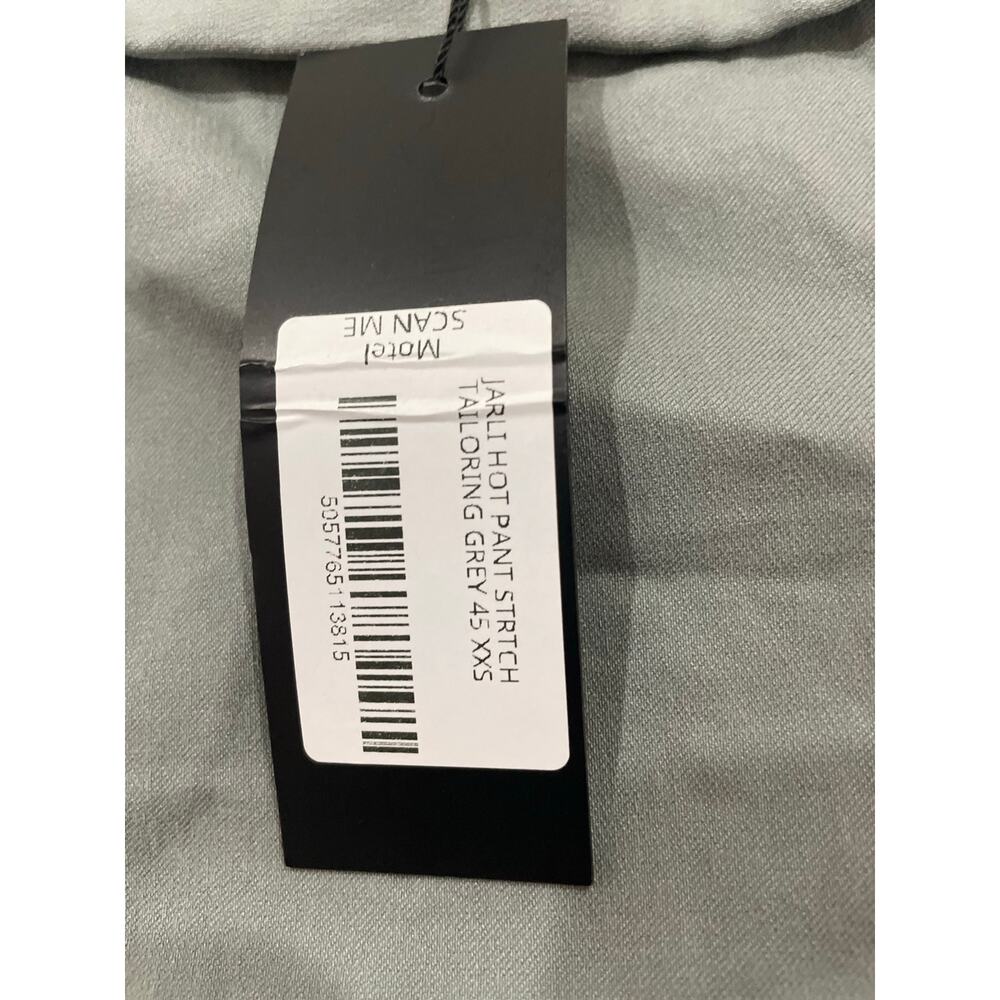 Motel
SCAN ME
JARLI HOT PANT STRTCH
TAILORING GREY 45 XXS
5057765113815